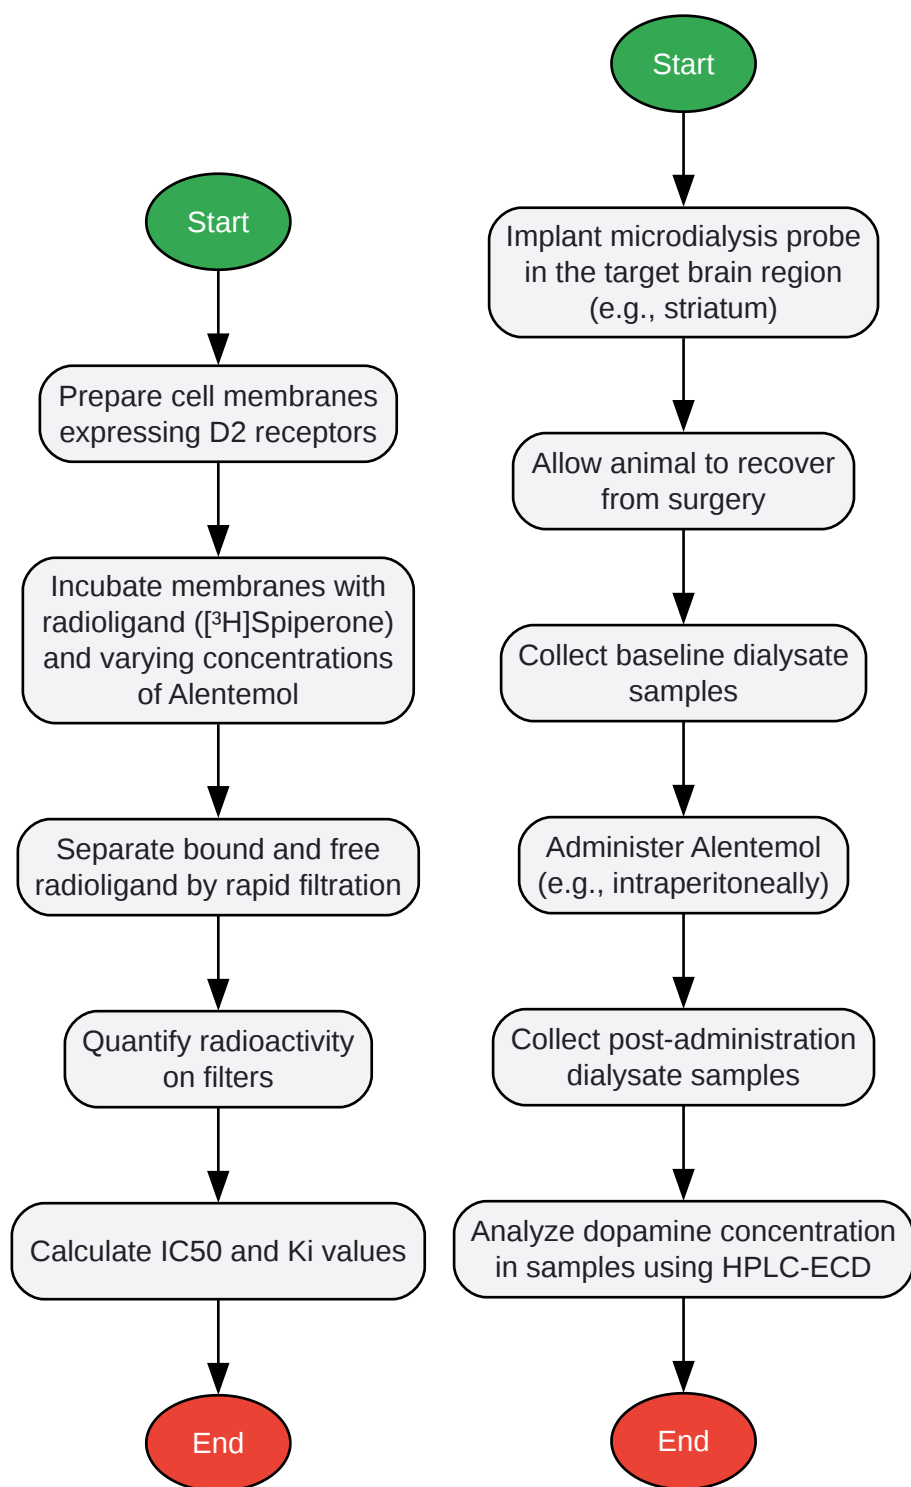 Start
Prepare cell membranes
expressing D2 receptors
Incubate membranes with
radioligand ([³H]Spiperone)
and varying concentrations
of Alentemol
Separate bound and free
radioligand by rapid filtration
Quantify radioactivity
on filters
Calculate IC50 and Ki values
End
Start
Implant microdialysis probe
in the target brain region
(e.g., striatum)
Allow animal to recover
from surgery
Collect baseline dialysate
samples
Administer Alentemol
(e.g., intraperitoneally)
Collect post-administration
dialysate samples
Analyze dopamine concentration
in samples using HPLC-ECD
End